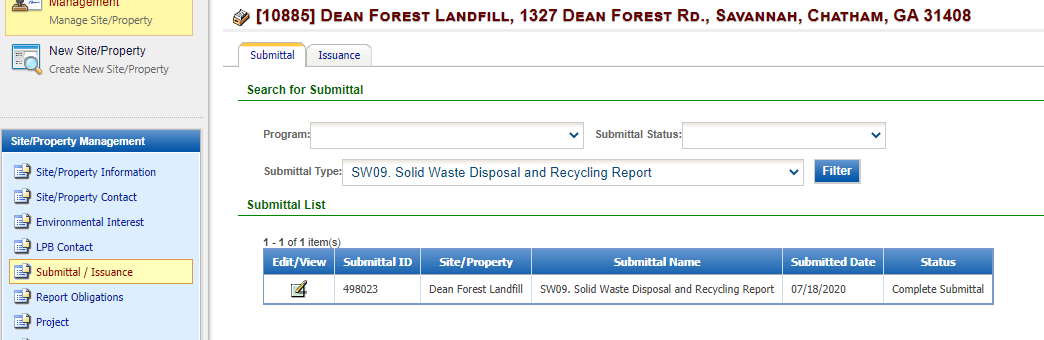 Management
Manage Site/Property
New Site/Property
Create New Site/Property
Site/Property Management
Site/Property Information
Site/Property Contact
Environmental Interest
LPB Contact
Submittal / Issuance
Report Obligations
Project
[10885] Dean Forest Landfill, 1327 Dean Forest Rd., Savannah, Chatham, GA 31408
Submittal Issuance
Search for Submittal
Program: Submittal Status:
Submittal Type: SW09. Solid Waste Disposal and Recycling Report Filter
Submittal List
1 - 1 of 1 item(s)
Edit/View Submittal ID Site/Property Submittal Name Submitted Date Status
498023 Dean Forest Landfill SW09. Solid Waste Disposal and Recycling Report 07/18/2020 Complete Submittal